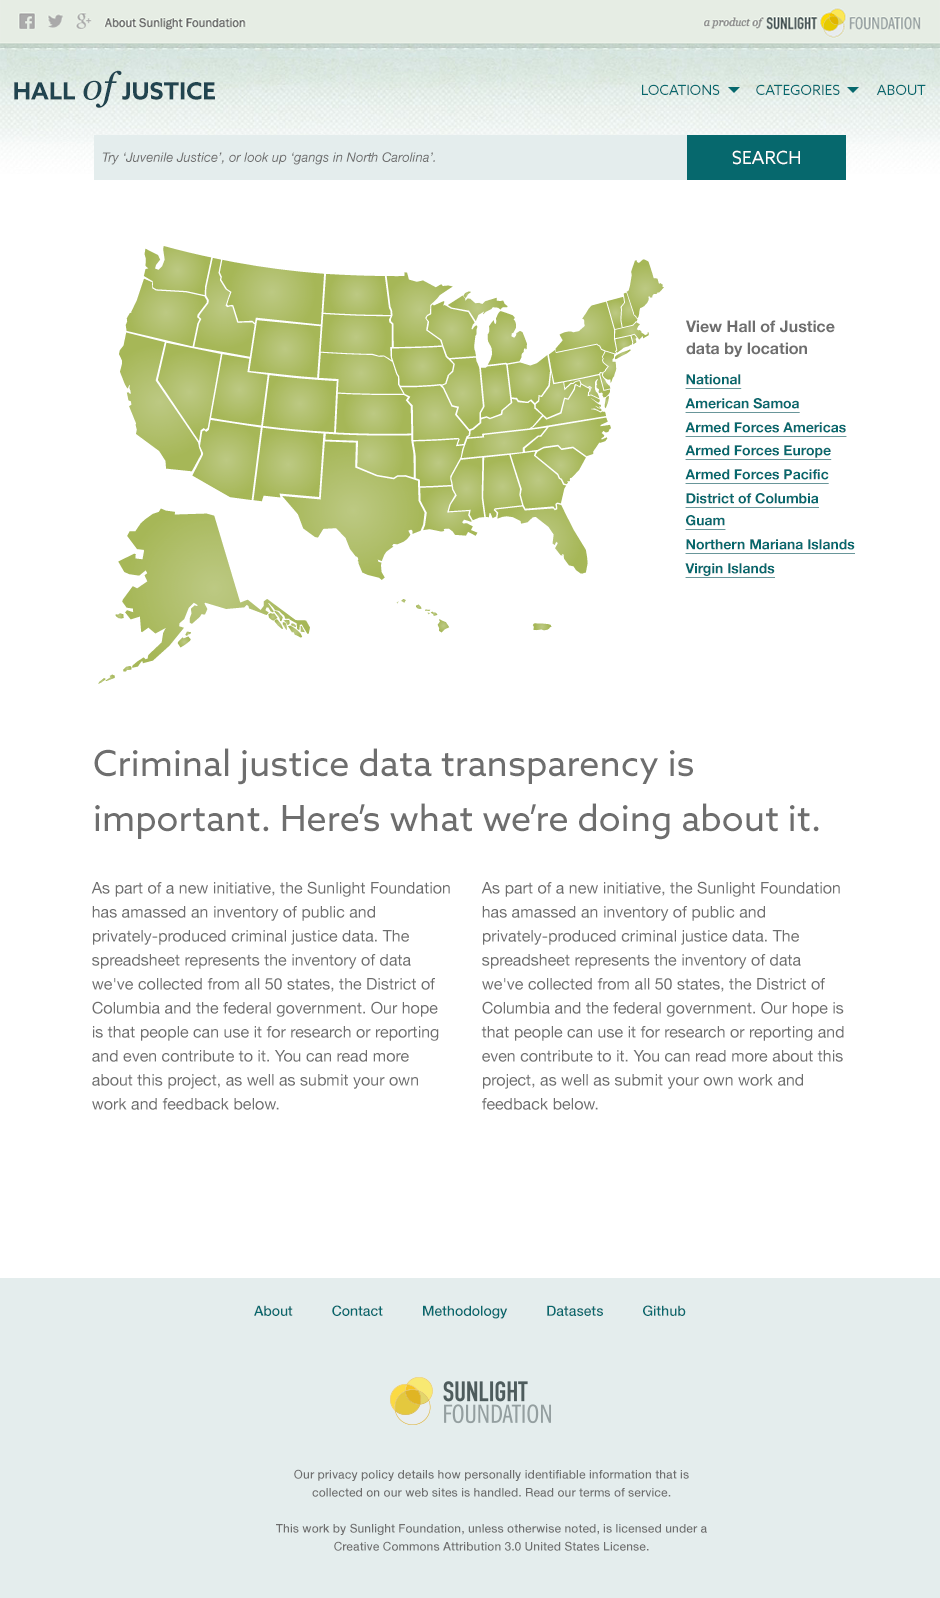 About Sunlight Foundation
a product of SUNLIGHT FOUNDATION
HALL of JUSTICE
LOCATIONS CATEGORIES ABOUT
Try ‘Juvenile Justice’, or look up ‘gangs in North Carolina’.
SEARCH
View Hall of Justice
data by location
National
American Samoa
Armed Forces Americas
Armed Forces Europe
Armed Forces Pacific
District of Columbia
Guam
Northern Mariana Islands
Virgin Islands
Criminal justice data transparency is
important. Here’s what we’re doing about it.
As part of a new initiative, the Sunlight Foundation
has amassed an inventory of public and
privately-produced criminal justice data. The
spreadsheet represents the inventory of data
we've collected from all 50 states, the District of
Columbia and the federal government. Our hope
is that people can use it for research or reporting
and even contribute to it. You can read more
about this project, as well as submit your own
work and feedback below.
As part of a new initiative, the Sunlight Foundation
has amassed an inventory of public and
privately-produced criminal justice data. The
spreadsheet represents the inventory of data
we've collected from all 50 states, the District of
Columbia and the federal government. Our hope is
that people can use it for research or reporting and
even contribute to it. You can read more about this
project, as well as submit your own work and
feedback below.
About Contact Methodology Datasets Github
SUNLIGHT
FOUNDATION
Our privacy policy details how personally identifiable information that is
collected on our web sites is handled. Read our terms of service.
This work by Sunlight Foundation, unless otherwise noted, is licensed under a
Creative Commons Attribution 3.0 United States License.